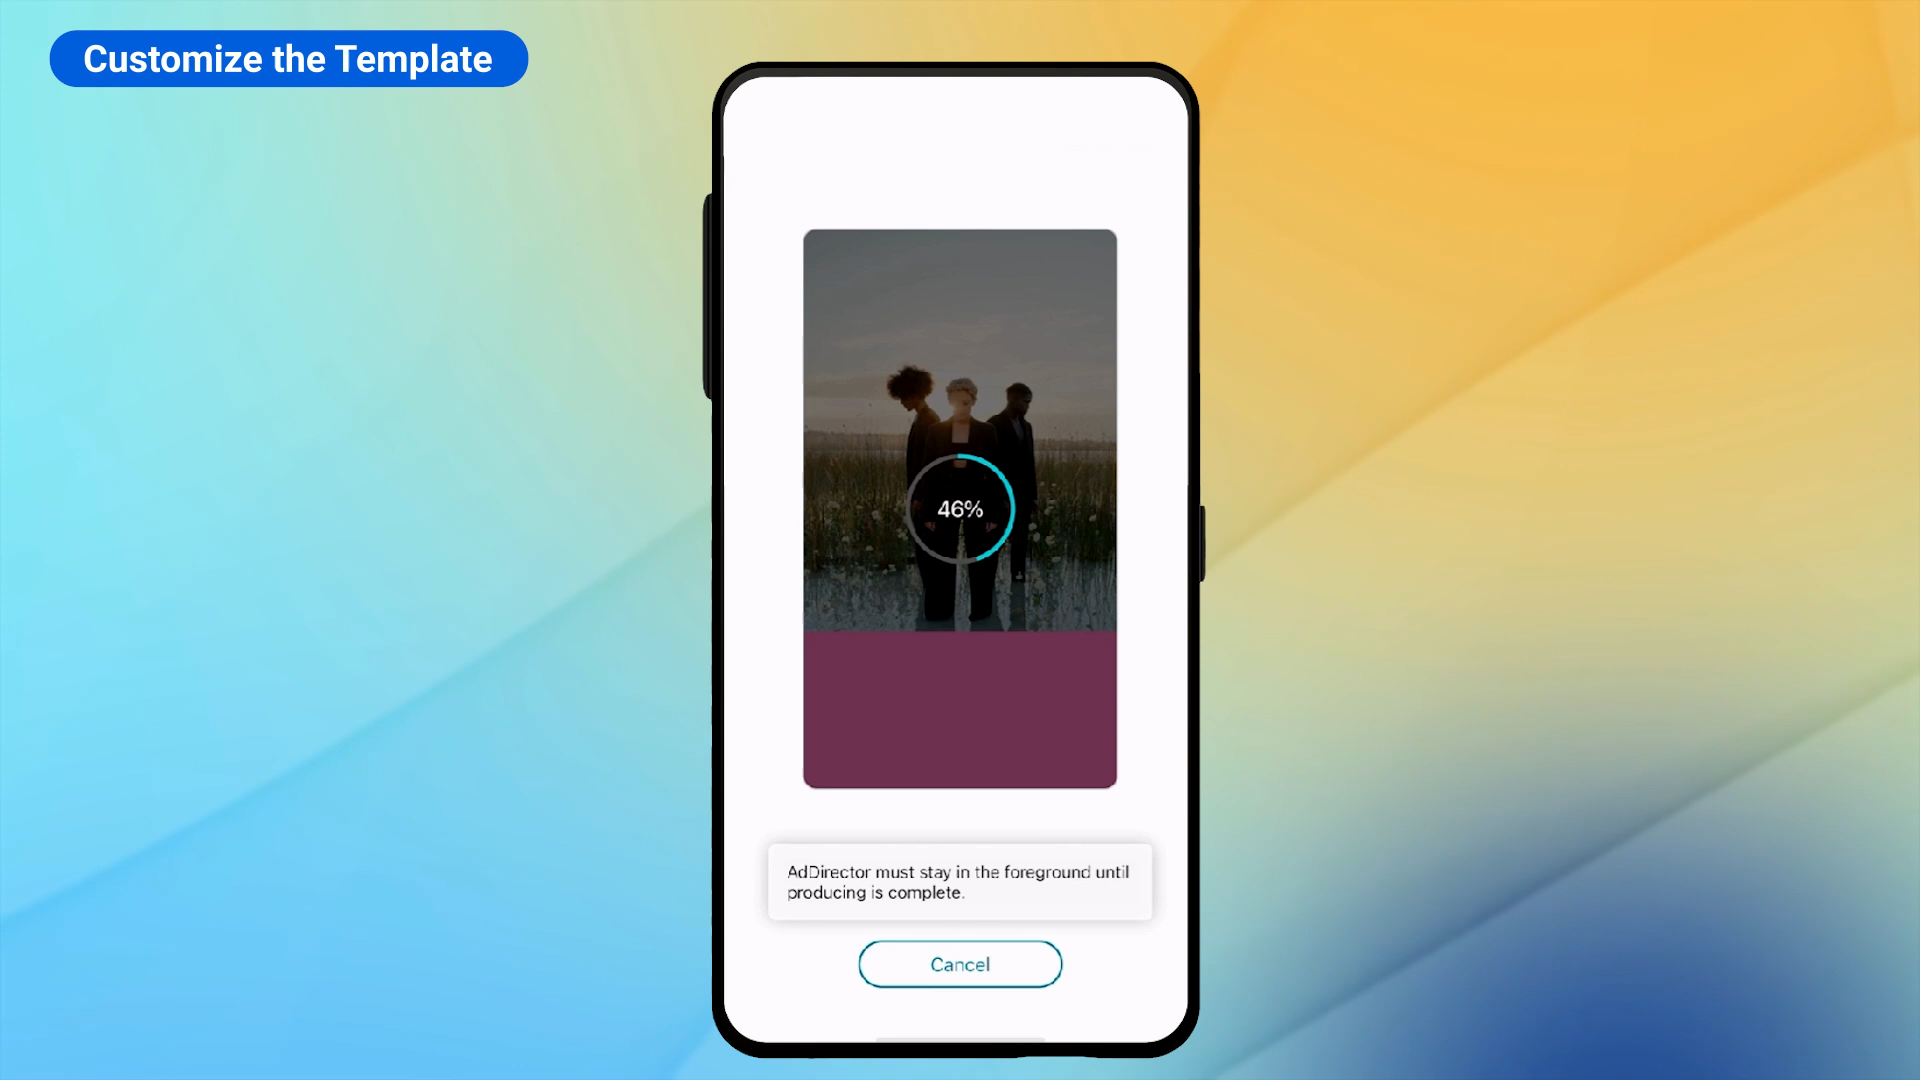 Customize the Template
46%
AdDirector must stay in the foreground until
producing is complete.
Cancel